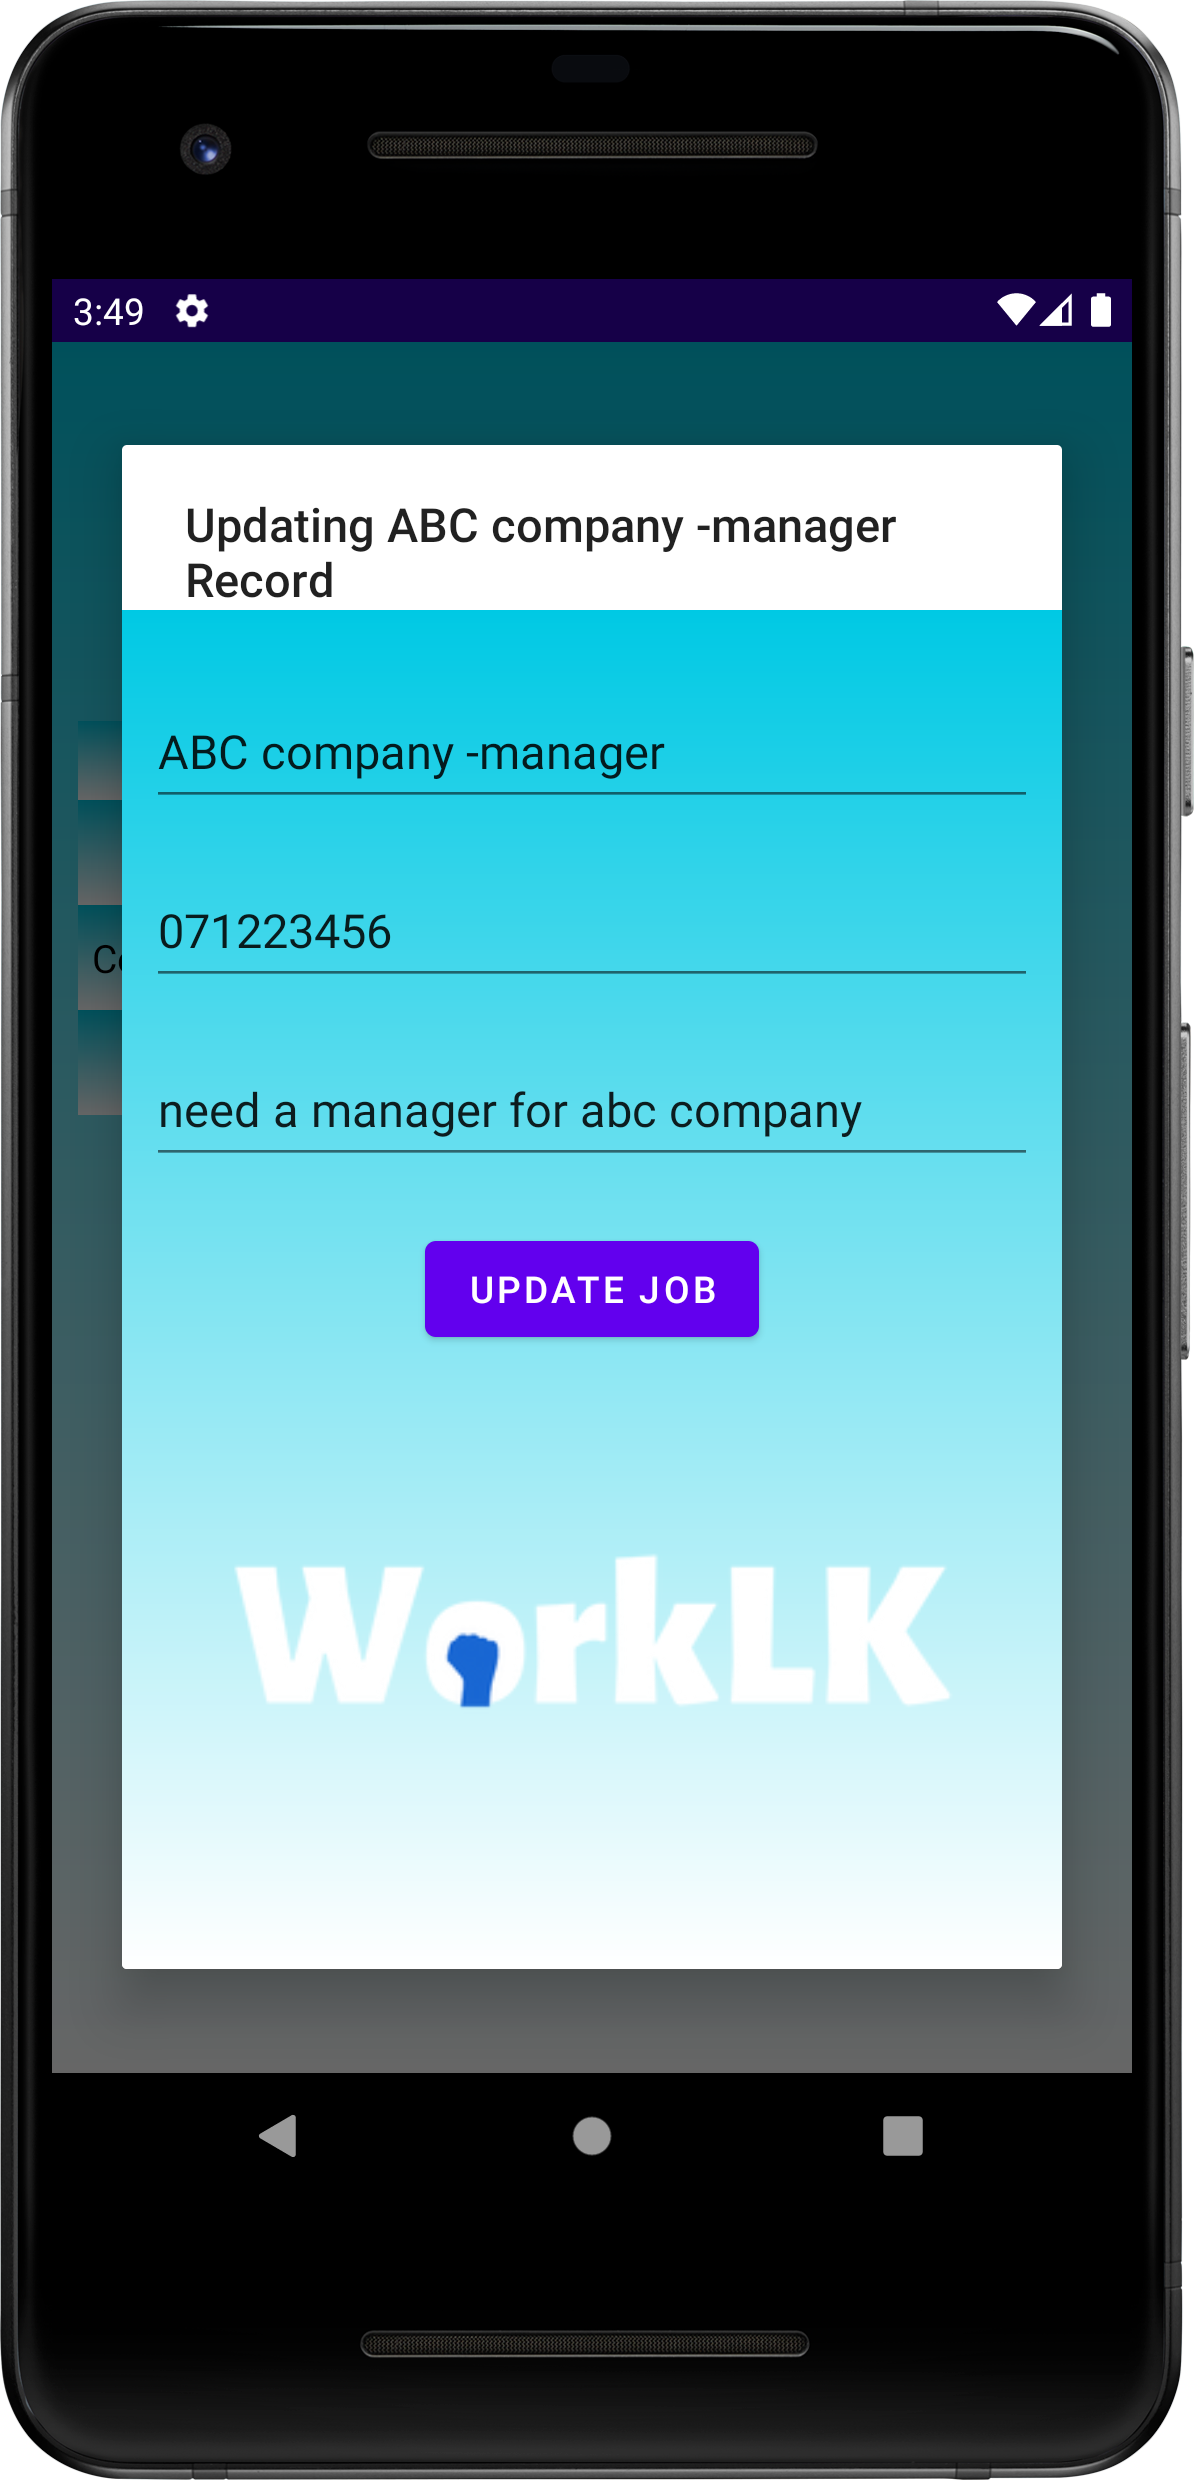 3:49
Updating ABC company -manager
Record
ABC company -manager
071223456
need a manager for abc company
UPDATE JOB
WorkLK